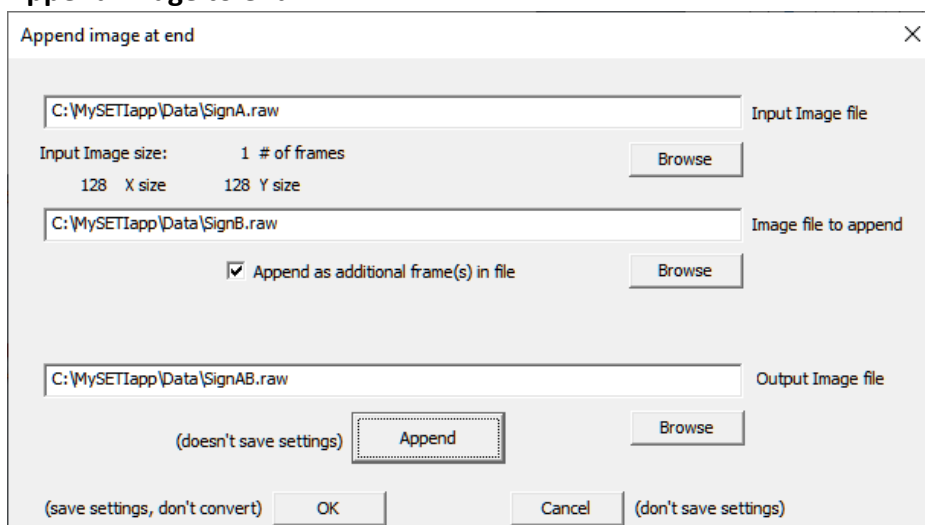 Append image at end
C:\MySETIapp\Data\SignA.raw Input Image file
Input Image size: 1 # of frames Browse
128 X size 128 Y size
C:\MySETIapp\Data\SignB.raw Image file to append
Append as additional frame(s) in file Browse
C:\MySETIapp\Data\SignAB.raw Output Image file
(doesn't save settings) Append Browse
(save settings, don't convert) OK Cancel (don't save settings)